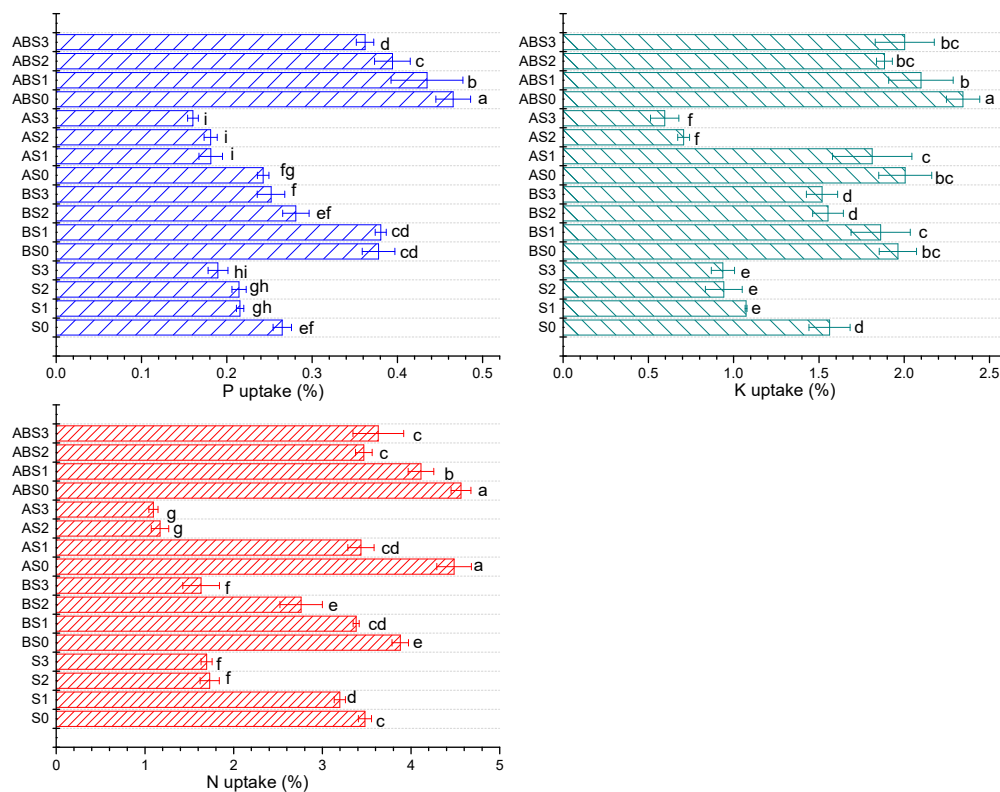 ABS3 d
ABS2 c
ABS1 b
ABS0 a
AS3 i
AS2 i
AS1 i
AS0 fg
BS3 f
BS2 ef
BS1 cd
BS0 cd
S3 hi
S2 gh
S1 gh
S0 ef
0.0 0.1 0.2 0.3 0.4 0.5
P uptake (%)
ABS3 bc
ABS2 bc
ABS1 b
ABS0 a
AS3 f
AS2 f
AS1 c
AS0 bc
BS3 d
BS2 d
BS1 c
BS0 bc
S3 e
S2 e
S1 e
S0 d
0.0 0.5 1.0 1.5 2.0 2.5
K uptake (%)
ABS3 c
ABS2 c
ABS1 b
ABS0 a
AS3 g
AS2 g
AS1 cd
AS0 a
BS3 f
BS2 e
BS1 cd
BS0 e
S3 f
S2 f
S1 d
S0 c
0 1 2 3 4 5
N uptake (%)